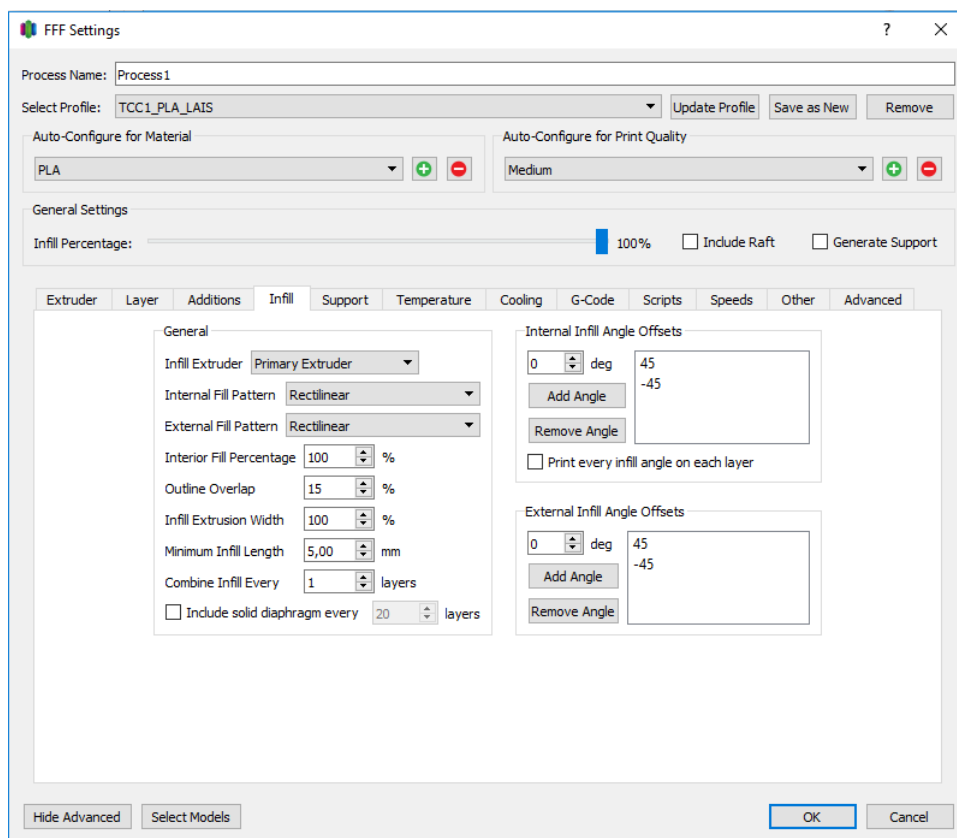 FFF Settings
?
Process Name: Process1
Select Profile: TCC1_PLA_LAIS Update Profile Save as New Remove
Auto-Configure for Material
PLA
Auto-Configure for Print Quality
Medium
General Settings
Infill Percentage: 100% Include Raft Generate Support
Extruder Layer Additions Infill Support Temperature Cooling G-Code Scripts Speeds Other Advanced
General
Infill Extruder Primary Extruder
Internal Fill Pattern Rectilinear
External Fill Pattern Rectilinear
Interior Fill Percentage 100 %
Outline Overlap 15 %
Infill Extrusion Width 100 %
Minimum Infill Length 5,00 mm
Combine Infill Every 1 layers
Include solid diaphragm every 20 layers
Internal Infill Angle Offsets
0 deg
Add Angle
Remove Angle
45
-45
Print every infill angle on each layer
External Infill Angle Offsets
0 deg
Add Angle
Remove Angle
45
-45
Hide Advanced Select Models OK Cancel